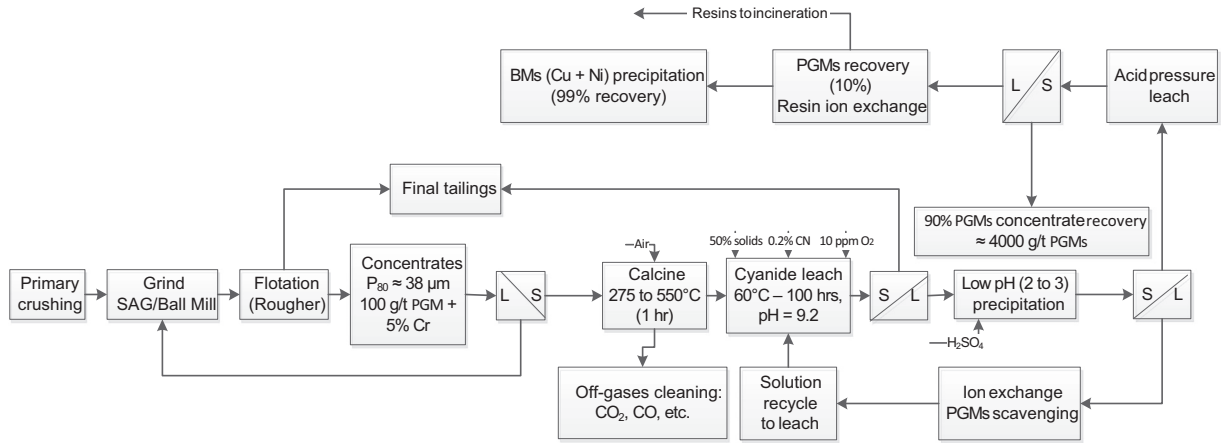 Resins to incineration
BMs (Cu + Ni) precipitation
(99% recovery)
PGMs recovery
(10%)
Resin ion exchange
L S
Acid pressure
leach
Final tailings
90% PGMs concentrate recovery
≈ 4000 g/t PGMs
Primary
crushing
Grind
SAG/Ball Mill
Flotation
(Rougher)
Concentrates
P80 ≈ 38 µm
100 g/t PGM +
5% Cr
L S
Air
Calcine
275 to 550°C
(1 hr)
50% solids 0.2% CN 10 ppm O₂
Cyanide leach
60°C – 100 hrs,
pH = 9.2
S L
Low pH (2 to 3)
precipitation
H₂SO₄
S L
Off-gases cleaning:
CO₂, CO, etc.
Solution
recycle
to leach
Ion exchange
PGMs scavenging